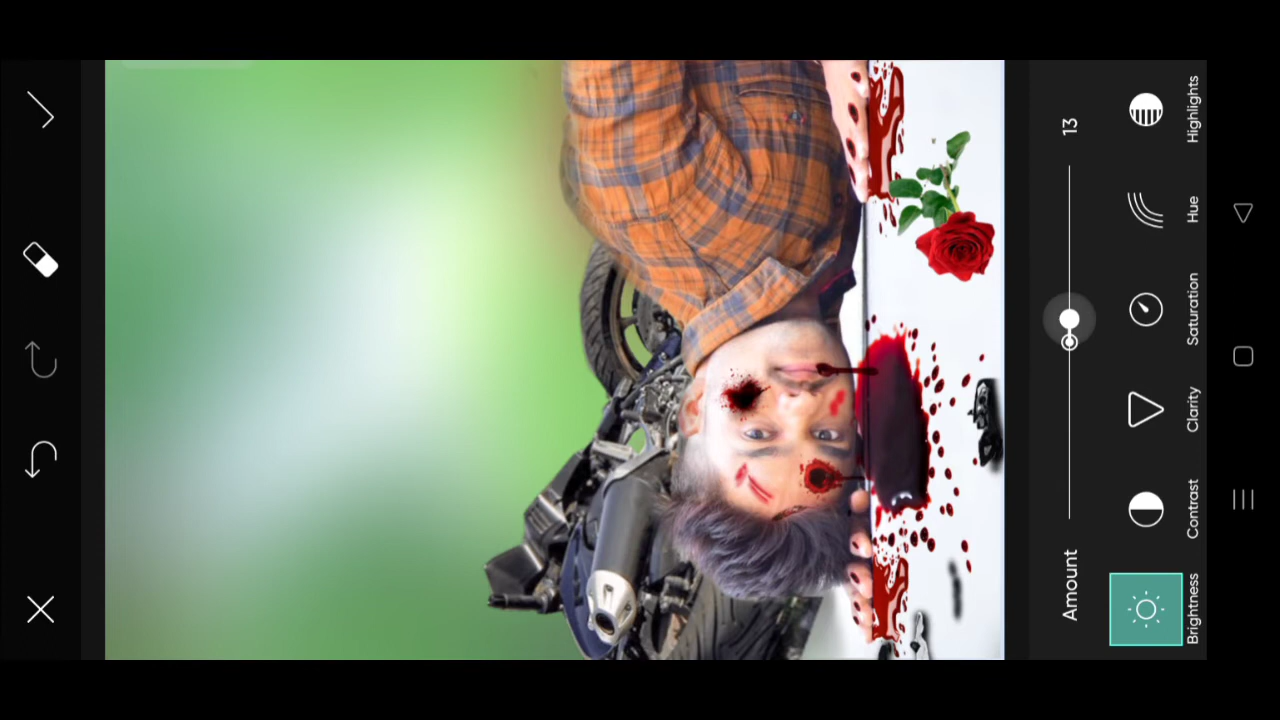 Amount
13
Brightness
Contrast
Clarity
Saturation
Hue
Highlights